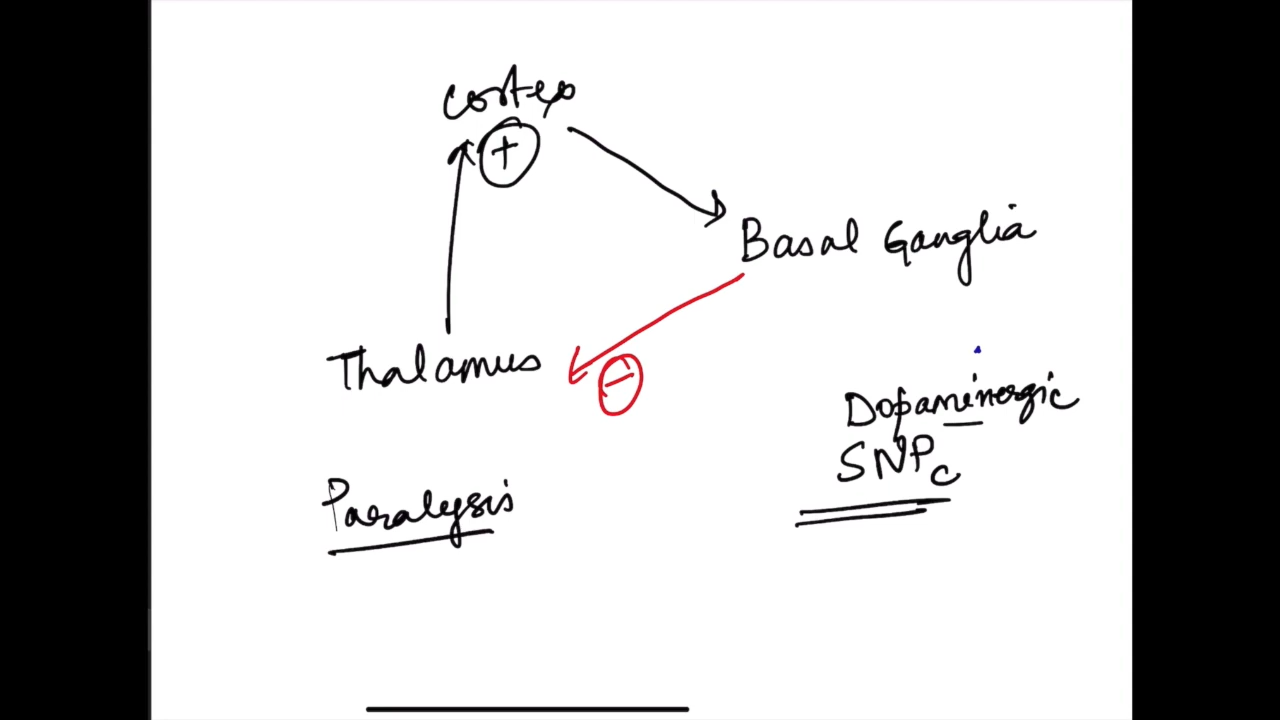 Cortex
+
Basal Ganglia
Thalamus
−
Dopaminergic
SNPc
Paralysis